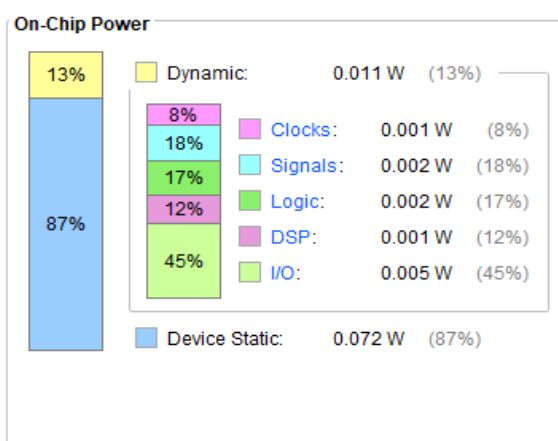 On-Chip Power
13%
87%
Dynamic: 0.011 W (13%)
8%
18%
17%
12%
45%
Clocks: 0.001 W (8%)
Signals: 0.002 W (18%)
Logic: 0.002 W (17%)
DSP: 0.001 W (12%)
I/O: 0.005 W (45%)
Device Static: 0.072 W (87%)